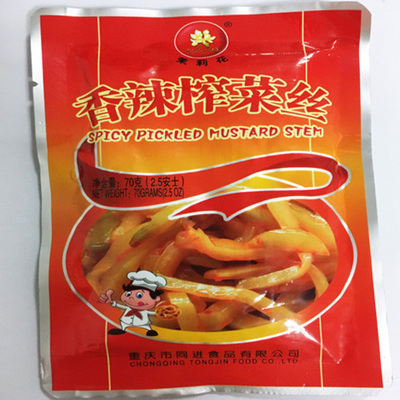 ®
茉莉花
香辣榨菜丝
SPICY PICKLED MUSTARD STEM
净含量：70克（2.5安士）
NET WEIGHT: 70GRAMS(2.5 OZ)
重庆市同进食品有限公司
CHONGQING TONGJIN FOOD CO.,LTD.